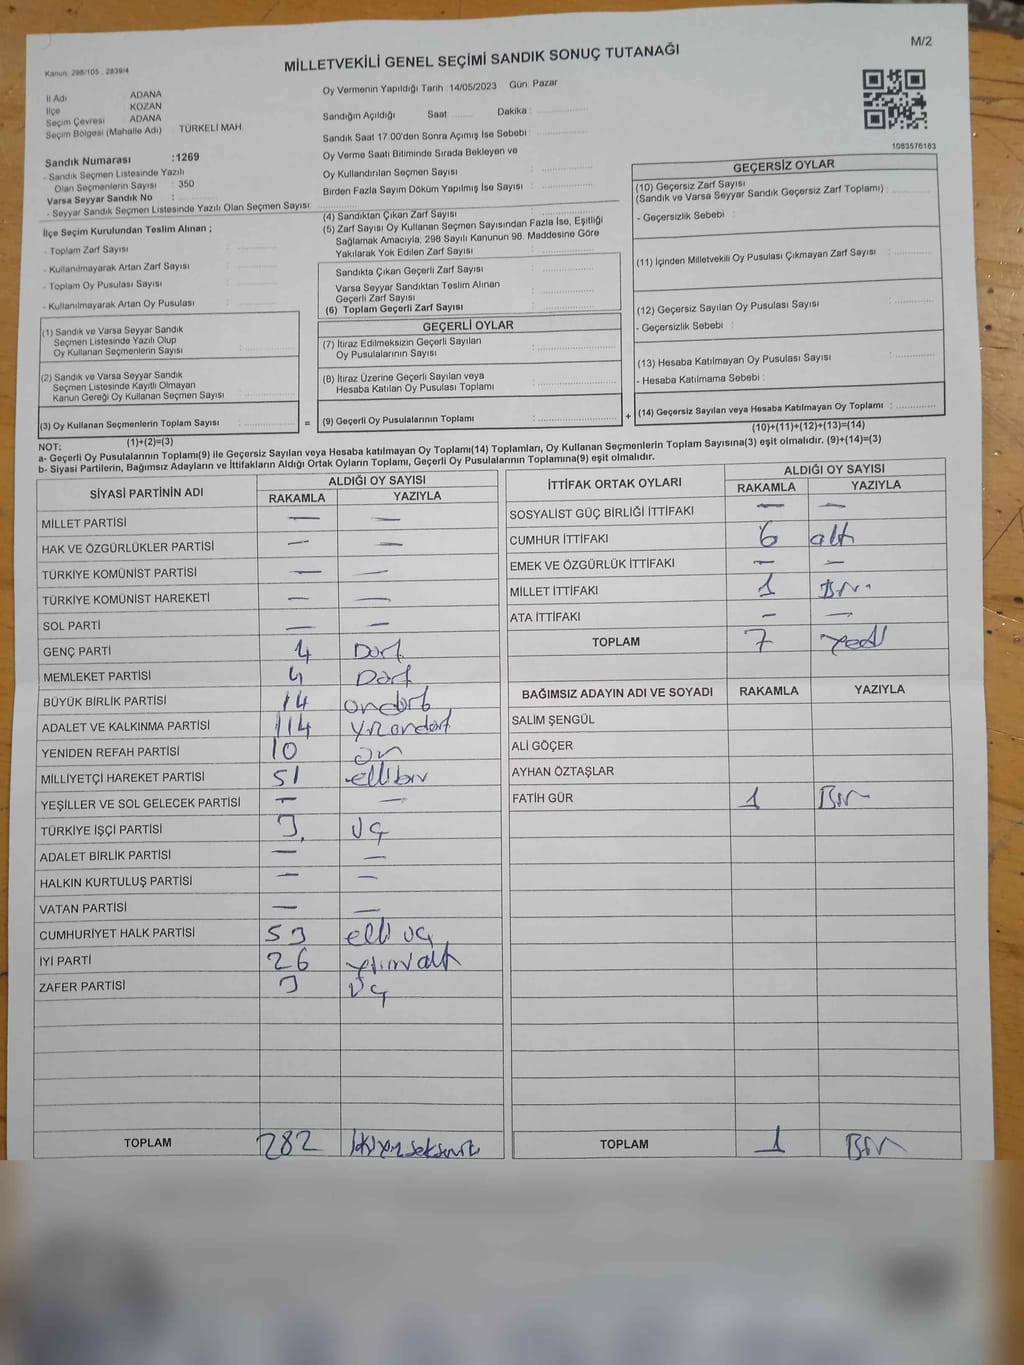 M/2
MİLLETVEKİLİ GENEL SEÇİMİ SANDIK SONUÇ TUTANAĞI
Kanun: 298/105 . 2839/4
İl Adı ADANA
İlçe : KOZAN
Seçim Çevresi : ADANA
Seçim Bölgesi (Mahalle Adı) : TÜRKELİ MAH
Oy Vermenin Yapıldığı Tarih 14/05/2023 Gün: Pazar
Sandığın Açıldığı Saat: Dakika :
Sandık Saat 17.00'den Sonra Açımış İse Sebebi :
Oy Verme Saati Bitiminde Sırada Bekleyen ve
Oy Kullandırılan Seçmen Sayısı :
Birden Fazla Sayım Döküm Yapılmış İse Sayısı :
1083576163
Sandık Numarası :1269
- Sandık Seçmen Listesinde Yazılı
Olan Seçmenlerin Sayısı : 350
Varsa Seyyar Sandık No :
- Seyyar Sandık Seçmen Listesinde Yazılı Olan Seçmen Sayısı:
İlçe Seçim Kurulundan Teslim Alınan ;
- Toplam Zarf Sayısı :
- Kullanılmayarak Artan Zarf Sayısı :
- Toplam Oy Pusulası Sayısı :
- Kullanılmayarak Artan Oy Pusulası :
(1) Sandık ve Varsa Seyyar Sandık
Seçmen Listesinde Yazılı Olup
Oy Kullanan Seçmenlerin Sayısı :
(2) Sandık ve Varsa Seyyar Sandık
Seçmen Listesinde Kayıtlı Olmayan
Kanun Gereği Oy Kullanan Seçmen Sayısı :
(3) Oy Kullanan Seçmenlerin Toplam Sayısı :
(1)+(2)=(3)
(4) Sandıktan Çıkan Zarf Sayısı :
(5) Zarf Sayısı Oy Kullanan Seçmen Sayısından Fazla İse, Eşitliği
Sağlamak Amacıyla, 298 Sayılı Kanunun 98. Maddesine Göre
Yakılarak Yok Edilen Zarf Sayısı :
Sandıkta Çıkan Geçerli Zarf Sayısı :
Varsa Seyyar Sandıktan Teslim Alınan
Geçerli Zarf Sayısı :
(6) Toplam Geçerli Zarf Sayısı :
GEÇERLİ OYLAR
(7) İtiraz Edilmeksizin Geçerli Sayılan
Oy Pusulalarının Sayısı :
(8) İtiraz Üzerine Geçerli Sayılan veya
Hesaba Katılan Oy Pusulası Toplamı :
= (9) Geçerli Oy Pusulalarının Toplamı : +
GEÇERSİZ OYLAR
(10) Geçersiz Zarf Sayısı
(Sandık ve Varsa Seyyar Sandık Geçersiz Zarf Toplamı) :
- Geçersizlik Sebebi :
(11) İçinden Milletvekili Oy Pusulası Çıkmayan Zarf Sayısı :
(12) Geçersiz Sayılan Oy Pusulası Sayısı :
- Geçersizlik Sebebi :
(13) Hesaba Katılmayan Oy Pusulası Sayısı :
- Hesaba Katılmama Sebebi :
(14) Geçersiz Sayılan veya Hesaba Katılmayan Oy Toplamı :
(10)+(11)+(12)+(13)=(14)
NOT:
a- Geçerli Oy Pusulalarının Toplamı(9) ile Geçersiz Sayılan veya Hesaba katılmayan Oy Toplamı(14) Toplamları, Oy Kullanan Seçmenlerin Toplam Sayısına(3) eşit olmalıdır. (9)+(14)=(3)
b- Siyasi Partilerin, Bağımsız Adayların ve İttifakların Aldığı Ortak Oyların Toplamı, Geçerli Oy Pusulalarının Toplamına(9) eşit olmalıdır.
SİYASİ PARTİNİN ADI ALDIĞI OY SAYISI
RAKAMLA YAZIYLA
MİLLET PARTİSİ — —
HAK VE ÖZGÜRLÜKLER PARTİSİ — —
TÜRKİYE KOMÜNİST PARTİSİ — —
TÜRKİYE KOMÜNİST HAREKETİ — —
SOL PARTİ — —
GENÇ PARTİ 4 Dört
MEMLEKET PARTİSİ 4 Dört
BÜYÜK BİRLİK PARTİSİ 14 ondört
ADALET VE KALKINMA PARTİSİ 114 yüzondört
YENİDEN REFAH PARTİSİ 10 on
MİLLİYETÇİ HAREKET PARTİSİ 51 ellibir
YEŞİLLER VE SOL GELECEK PARTİSİ — —
TÜRKİYE İŞÇİ PARTİSİ 3 üç
ADALET BİRLİK PARTİSİ — —
HALKIN KURTULUŞ PARTİSİ — —
VATAN PARTİSİ — —
CUMHURİYET HALK PARTİSİ 53 elli üç
İYİ PARTİ 26 yirmialtı
ZAFER PARTİSİ 3 üç
TOPLAM 282 ikiyüzsekseniki
İTTİFAK ORTAK OYLARI ALDIĞI OY SAYISI
RAKAMLA YAZIYLA
SOSYALİST GÜÇ BİRLİĞİ İTTİFAKI — —
CUMHUR İTTİFAKI 6 altı
EMEK VE ÖZGÜRLÜK İTTİFAKI — —
MİLLET İTTİFAKI 1 Bir
ATA İTTİFAKI — —
TOPLAM 7 yedi
BAĞIMSIZ ADAYIN ADI VE SOYADI RAKAMLA YAZIYLA
SALİM ŞENGÜL
ALİ GÖÇER
AYHAN ÖZTAŞLAR
FATİH GÜR 1 Bir
TOPLAM 1 Bir